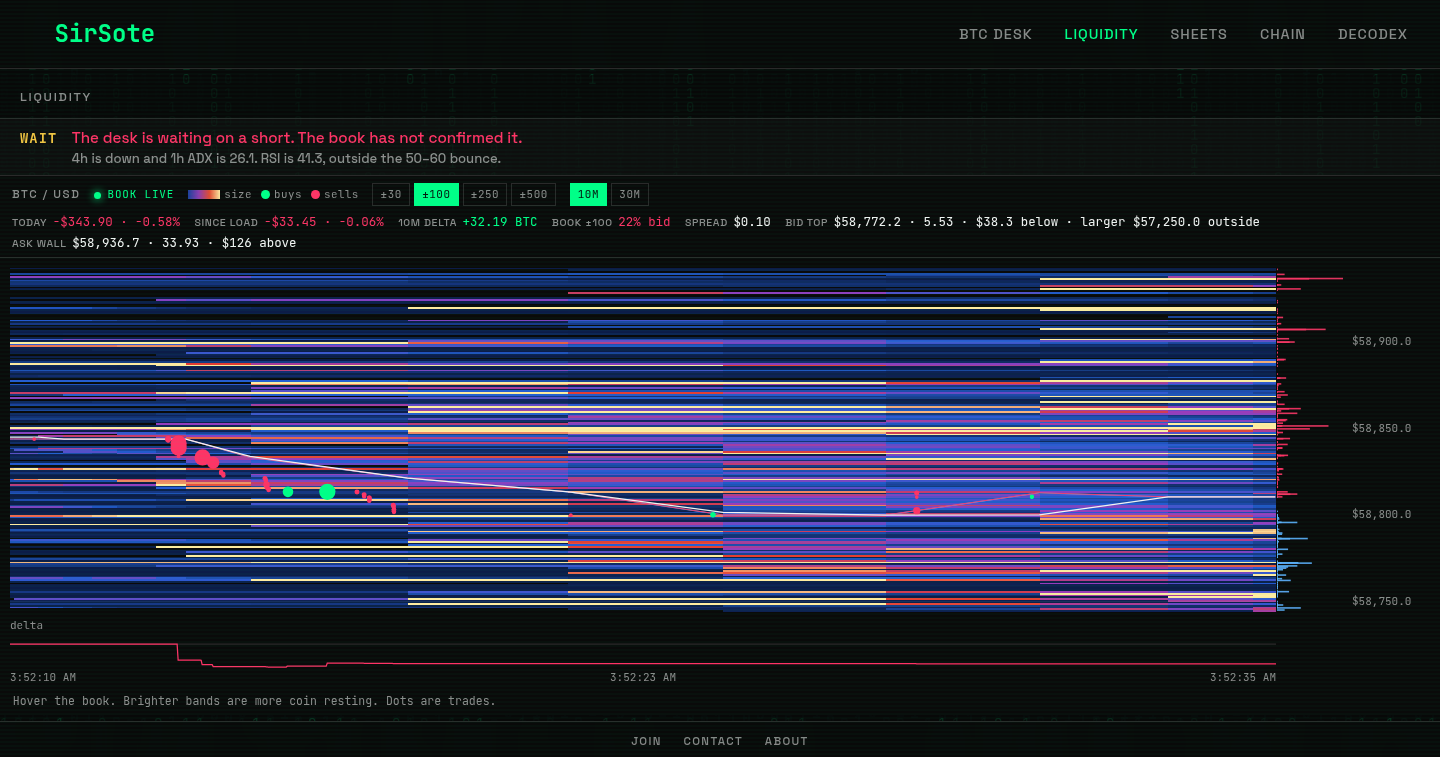 SirSote
BTC DESK LIQUIDITY SHEETS CHAIN DECODEX
LIQUIDITY
WAIT The desk is waiting on a short. The book has not confirmed it.
4h is down and 1h ADX is 26.1. RSI is 41.3, outside the 50–60 bounce.
BTC / USD BOOK LIVE size buys sells ±30 ±100 ±250 ±500 10M 30M
TODAY -$343.90 · -0.58% SINCE LOAD -$33.45 · -0.06% 10M DELTA +32.19 BTC BOOK ±100 22% bid SPREAD $0.10 BID TOP $58,772.2 · 5.53 · $38.3 below · larger $57,250.0 outside
ASK WALL $58,936.7 · 33.93 · $126 above
$58,900.0
$58,850.0
$58,800.0
$58,750.0
delta
3:52:10 AM 3:52:23 AM 3:52:35 AM
Hover the book. Brighter bands are more coin resting. Dots are trades.
JOIN CONTACT ABOUT